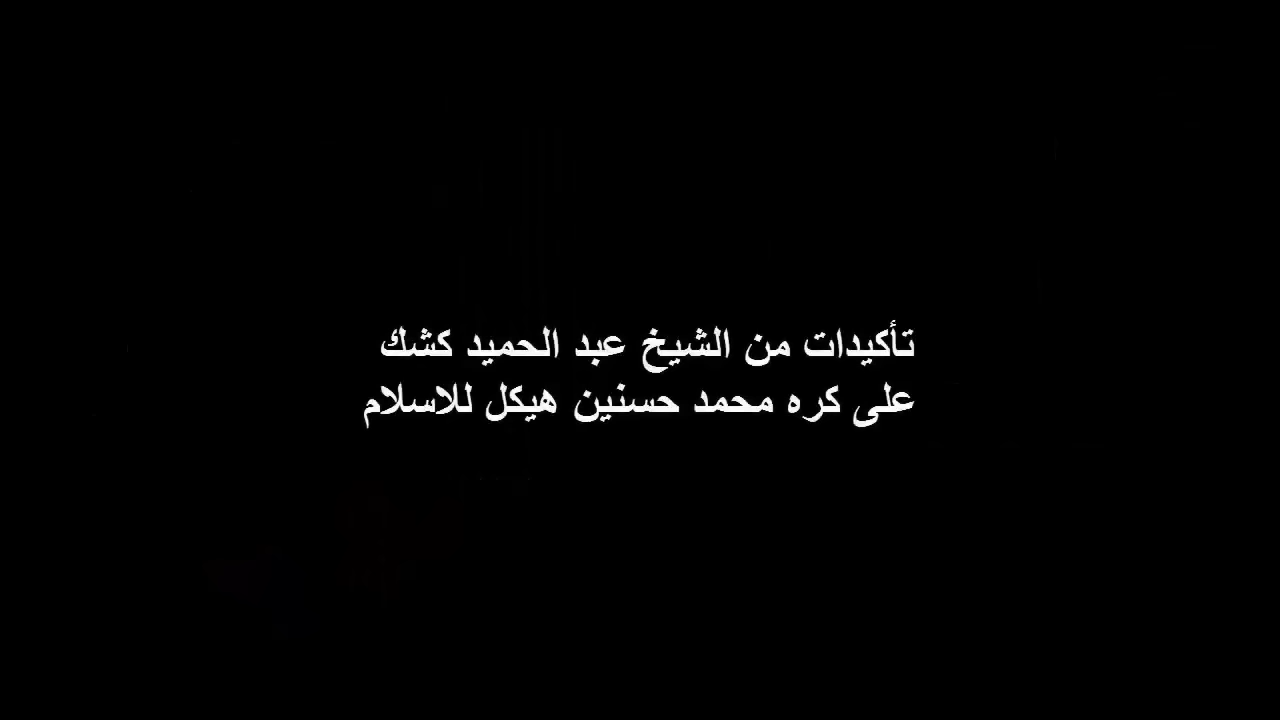 تأكيدات من الشيخ عبد الحميد كشك
على كره محمد حسنين هيكل للاسلام